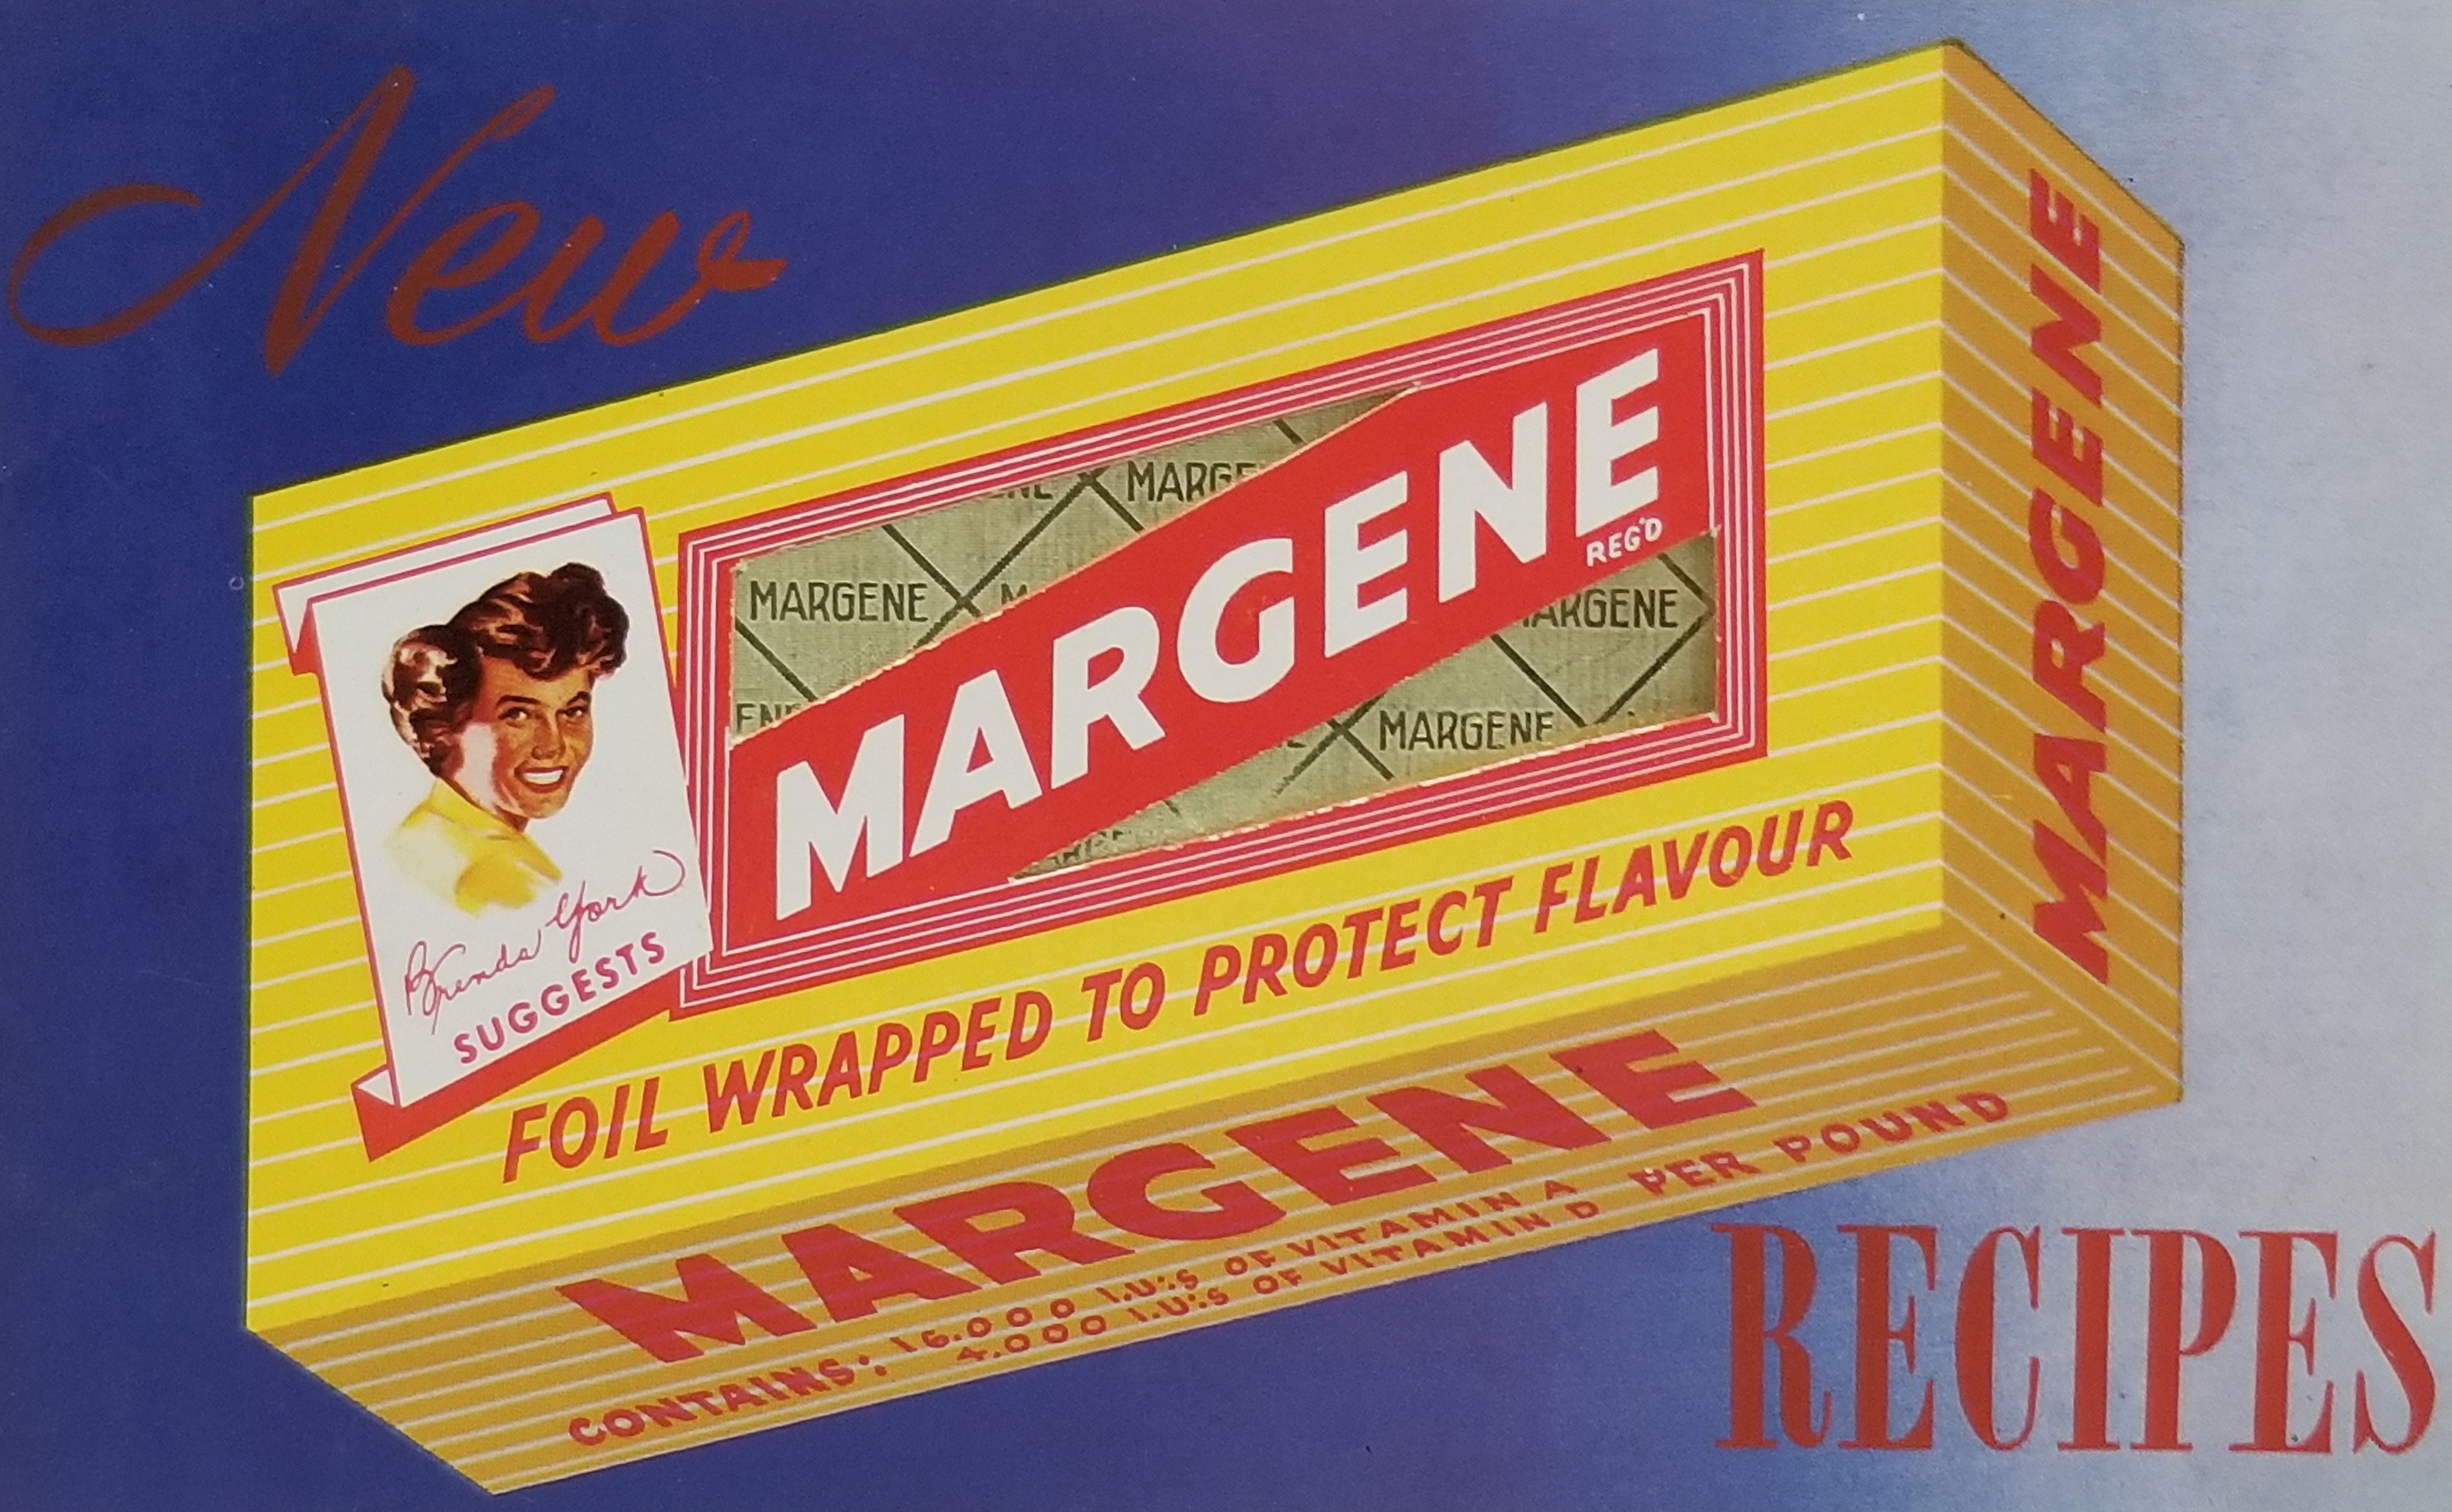 New
MARGENE
MARGENE
MARGENE
MARGENE
REG'D
MARGENE
Brenda York
SUGGESTS
FOIL WRAPPED TO PROTECT FLAVOUR
MARGENE
MARGENE
CONTAINS: 16.000 I.U.'S OF VITAMIN A
4.000 I.U.'S OF VITAMIN D PER POUND
RECIPES